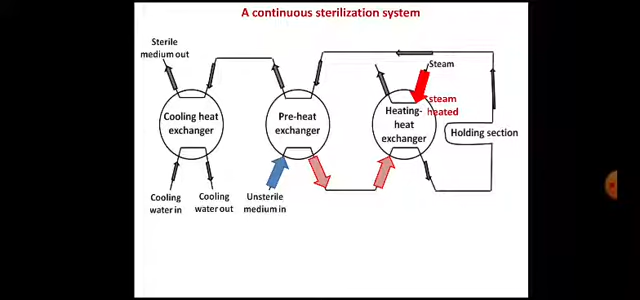 A continuous sterilization system
Sterile
medium out
Steam
steam
heated
Cooling heat
exchanger
Pre-heat
exchanger
Heating-
heat
exchanger
Holding section
Cooling
water in
Cooling
water out
Unsterile
medium in